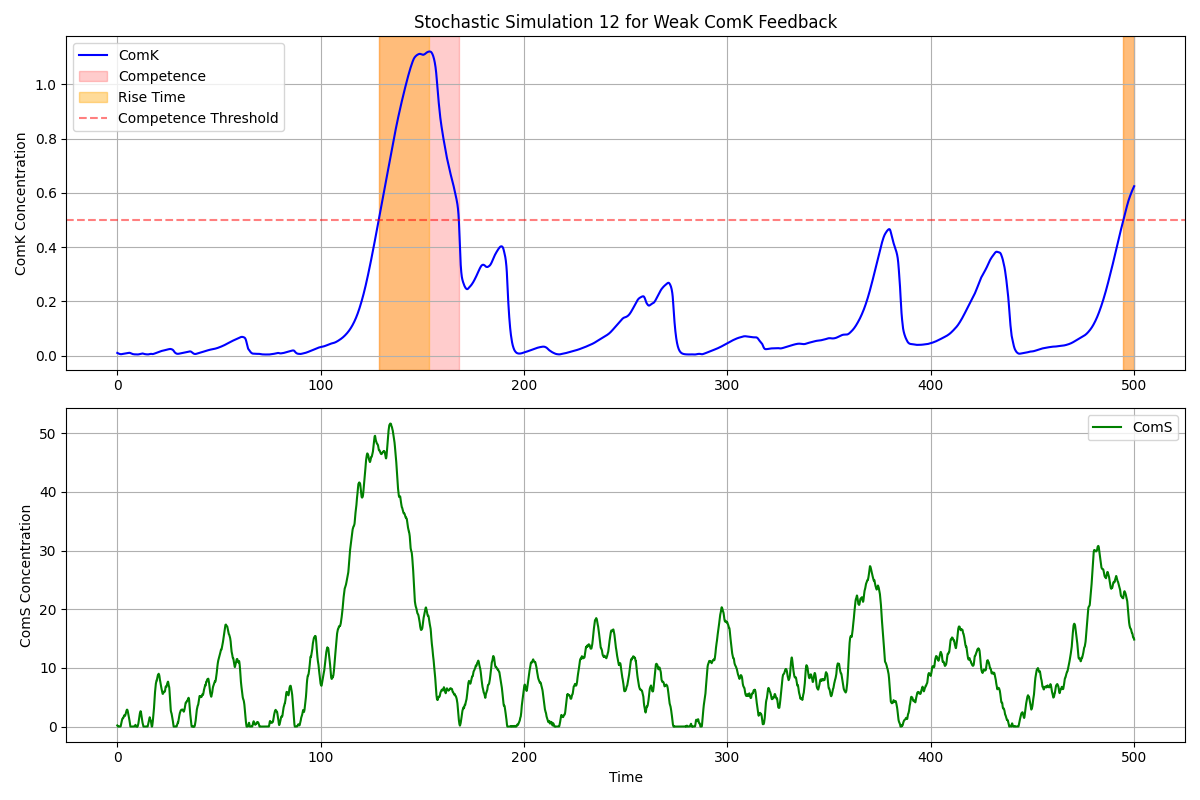 Stochastic Simulation 12 for Weak ComK Feedback
ComK
Competence
Rise Time
Competence Threshold
ComK Concentration
1.0
0.8
0.6
0.4
0.2
0.0
0 100 200 300 400 500
ComS
ComS Concentration
50
40
30
20
10
0
0 100 200 300 400 500
Time